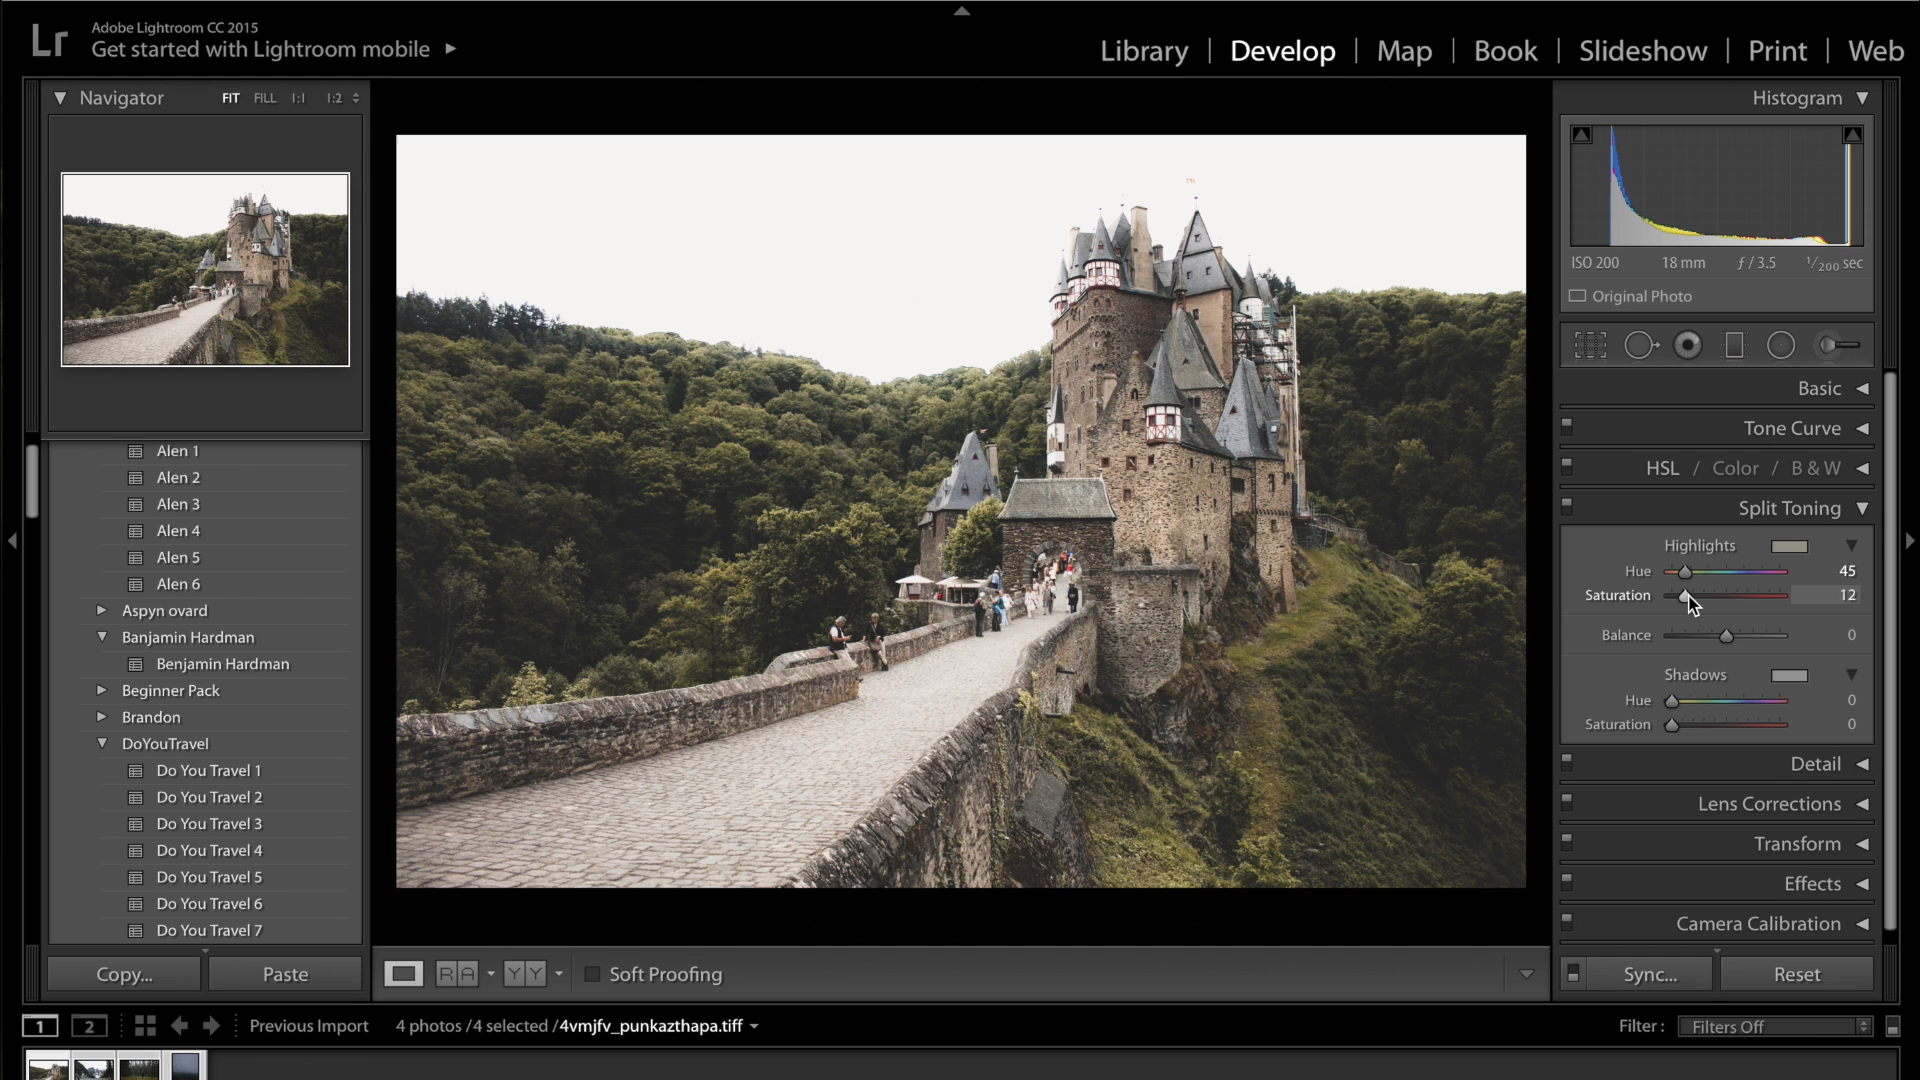 Lr
Adobe Lightroom CC 2015
Get started with Lightroom mobile
Library | Develop | Map | Book | Slideshow | Print | Web
Navigator FIT FILL 1:1 1:2
Alen 1
Alen 2
Alen 3
Alen 4
Alen 5
Alen 6
Aspyn ovard
Banjamin Hardman
Benjamin Hardman
Beginner Pack
Brandon
DoYouTravel
Do You Travel 1
Do You Travel 2
Do You Travel 3
Do You Travel 4
Do You Travel 5
Do You Travel 6
Do You Travel 7
Copy... Paste
R A Y Y Soft Proofing
Histogram
ISO 200 18 mm ƒ / 3.5 1/200 sec
Original Photo
Basic
Tone Curve
HSL / Color / B & W
Split Toning
Highlights
Hue 45
Saturation 12
Balance 0
Shadows
Hue 0
Saturation 0
Detail
Lens Corrections
Transform
Effects
Camera Calibration
Sync... Reset
1 2 Previous Import 4 photos /4 selected /4vmjfv_punkazthapa.tiff Filter : Filters Off